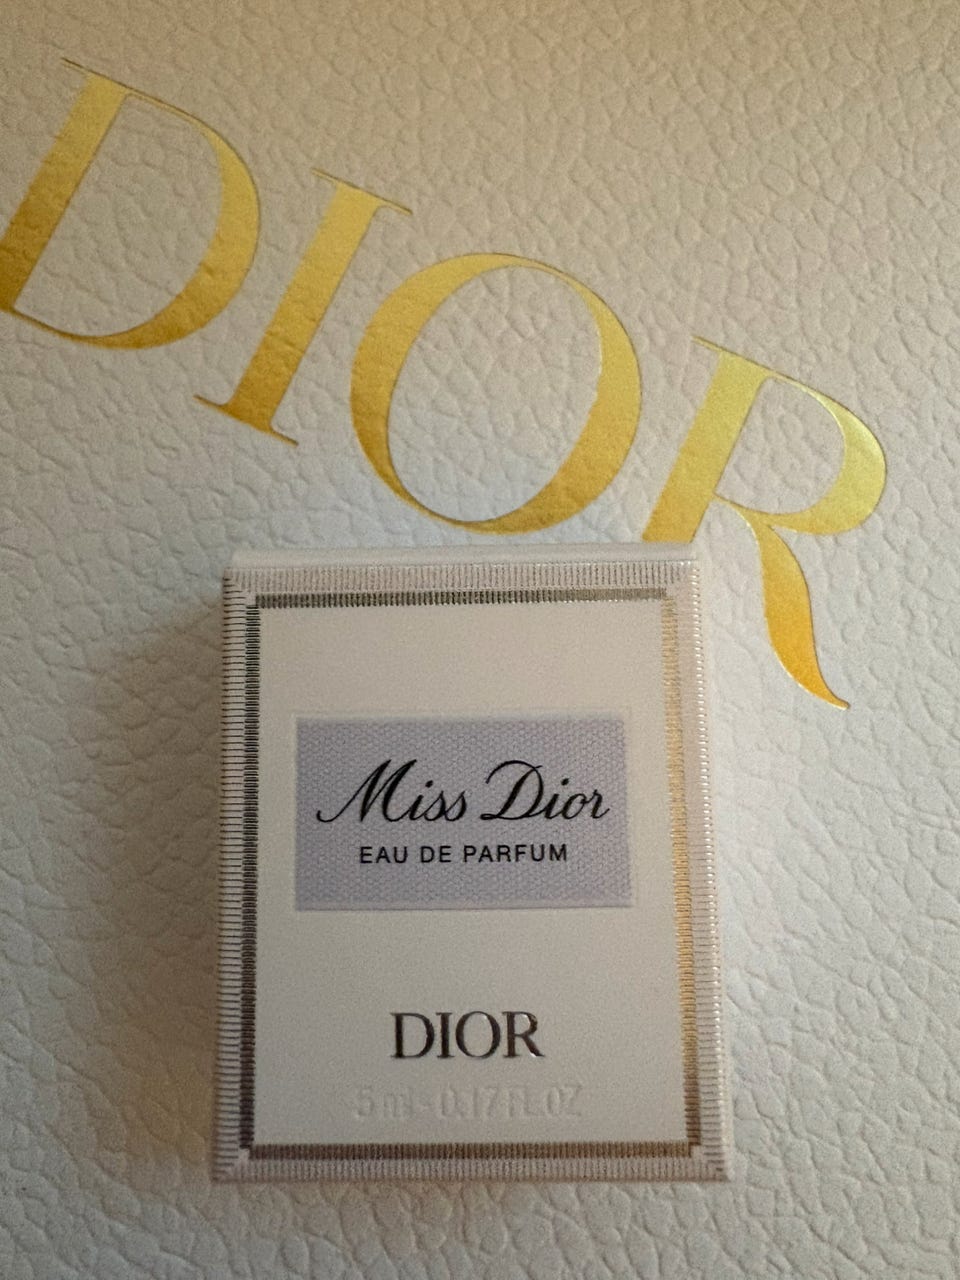 DIOR
Miss Dior
EAU DE PARFUM
DIOR
5 ml - 0.17 FL.OZ